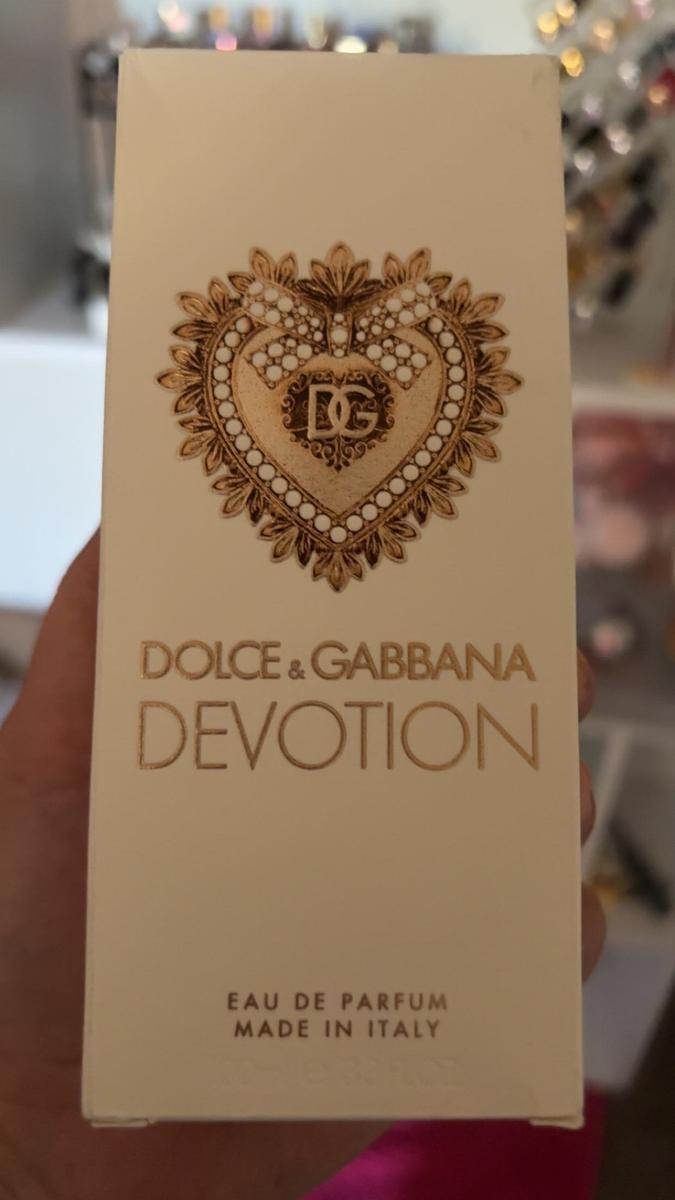 DG
DOLCE & GABBANA
DEVOTION
EAU DE PARFUM
MADE IN ITALY